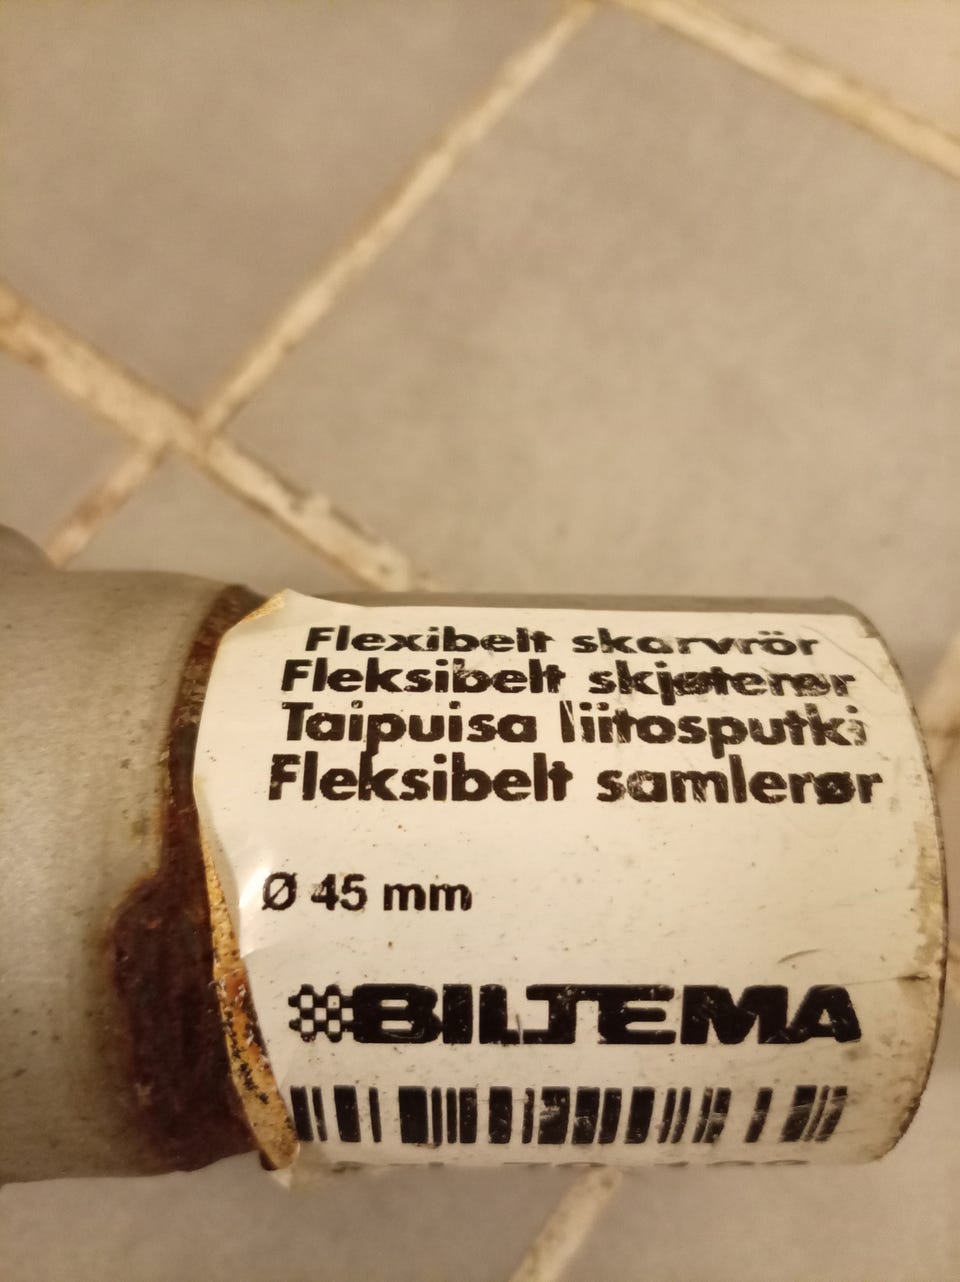 Flexibelt skarvrör
Fleksibelt skjøterør
Taipuisa liitosputki
Fleksibelt samlerør
Ø 45 mm
BILTEMA